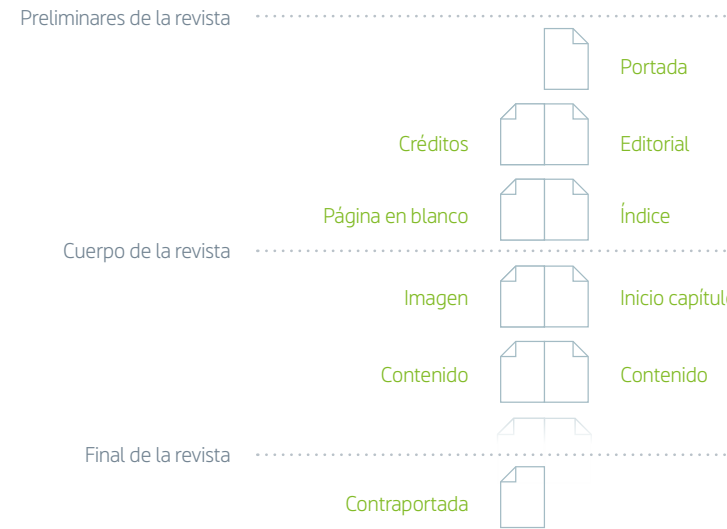 Preliminares de la revista
Portada
Créditos Editorial
Página en blanco Índice
Cuerpo de la revista
Imagen Inicio capítulo
Contenido Contenido
Final de la revista
Contraportada